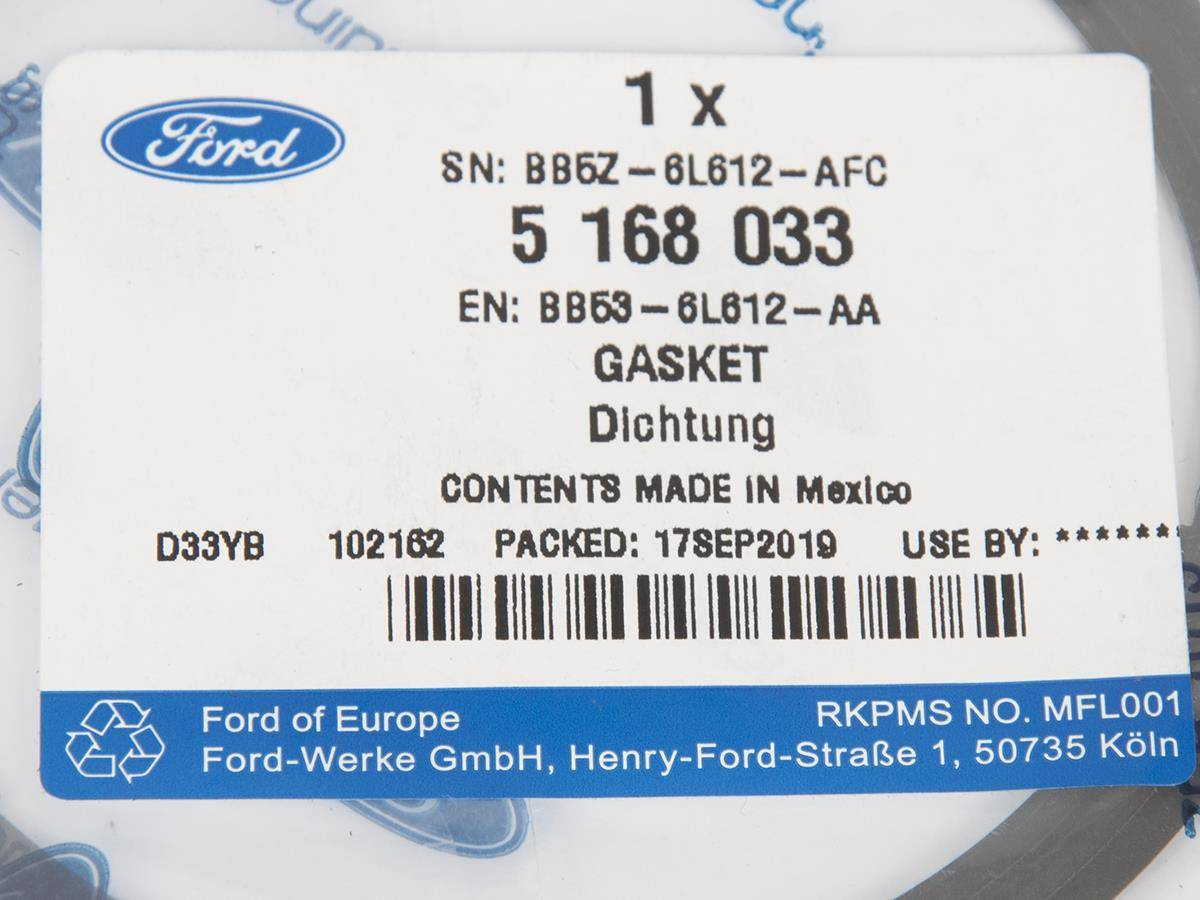 Ford
1 x
SN: BB5Z-6L612-AFC
5 168 033
EN: BB53-6L612-AA
GASKET
Dichtung
CONTENTS MADE IN Mexico
D33YB 102162 PACKED: 17SEP2019 USE BY: *******
Ford of Europe
Ford-Werke GmbH, Henry-Ford-Straße 1, 50735 Köln
RKPMS NO. MFL001